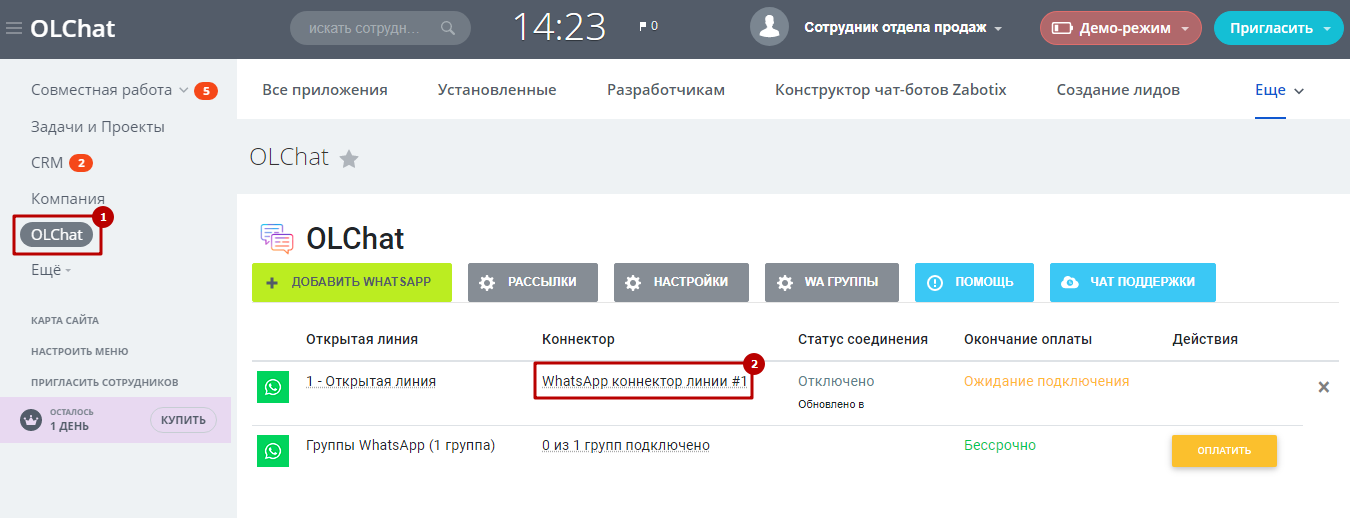 OLChat
искать сотрудн...
14:23
0
Сотрудник отдела продаж
Демо-режим
Пригласить
Совместная работа 5
Задачи и Проекты
CRM 2
Компания
1
OLChat
Ещё
КАРТА САЙТА
НАСТРОИТЬ МЕНЮ
ПРИГЛАСИТЬ СОТРУДНИКОВ
ОСТАЛОСЬ
1 ДЕНЬ
КУПИТЬ
Все приложения Установленные Разработчикам Конструктор чат-ботов Zabotix Создание лидов Еще
OLChat
OLChat
ДОБАВИТЬ WHATSAPP РАССЫЛКИ НАСТРОЙКИ WA ГРУППЫ ПОМОЩЬ ЧАТ ПОДДЕРЖКИ
Открытая линия Коннектор Статус соединения Окончание оплаты Действия
2
1 - Открытая линия WhatsApp коннектор линии #1 Отключено Ожидание подключения
Обновлено в
Группы WhatsApp (1 группа) 0 из 1 групп подключено Бессрочно ОПЛАТИТЬ